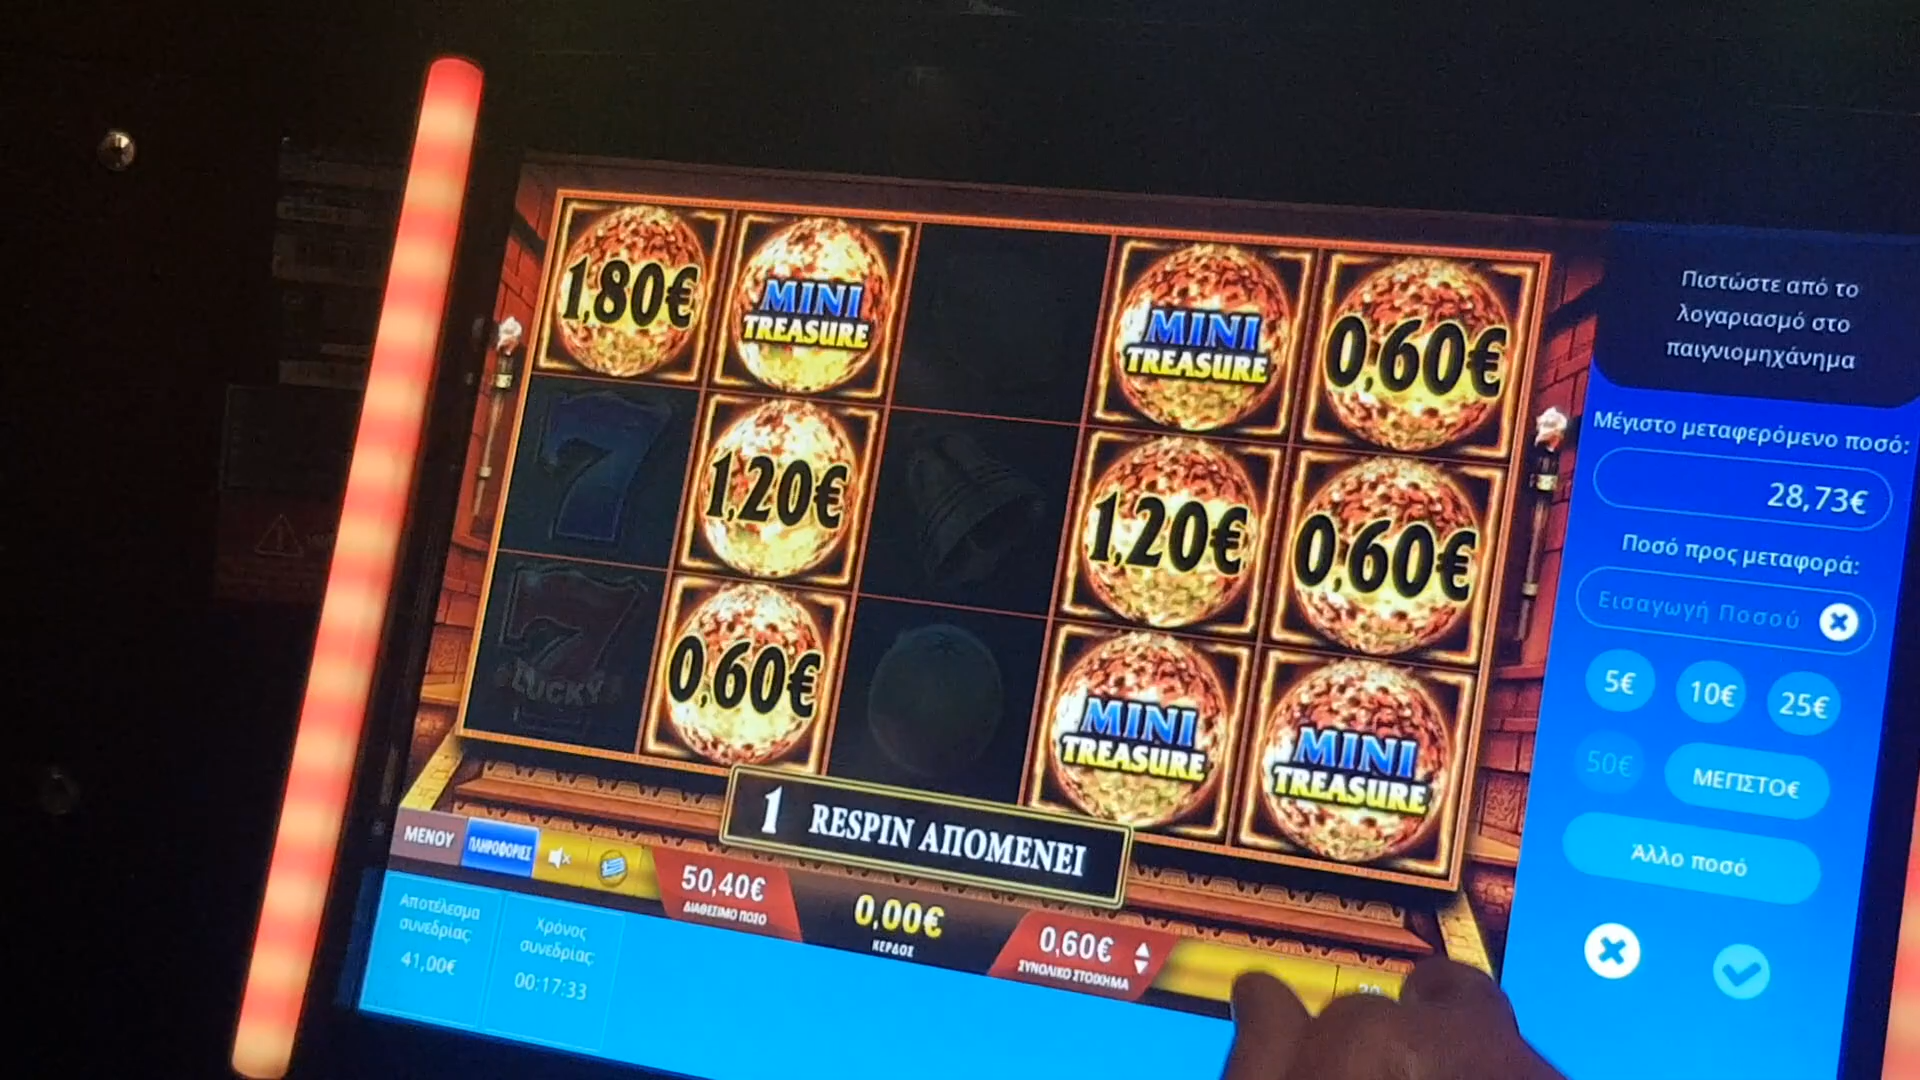 1,80€
MINI
TREASURE
MINI
TREASURE
0,60€
1,20€
1,20€
0,60€
LUCKY
0,60€
MINI
TREASURE
MINI
TREASURE
1 RESPIN ΑΠΟΜΕΝΕΙ
ΜΕΝΟΥ
ΠΛΗΡΟΦΟΡΙΕΣ
50,40€
ΔΙΑΘΕΣΙΜΟ ΠΟΣΟ
0,00€
ΚΕΡΔΟΣ
0,60€
ΣΥΝΟΛΙΚΟ ΣΤΟΙΧΗΜΑ
Αποτέλεσμα
συνεδρίας:
41,00€
Χρόνος
συνεδρίας:
00:17:33
Πιστώστε από το
λογαριασμό στο
παιγνιομηχάνημα
Μέγιστο μεταφερόμενο ποσό:
28,73€
Ποσό προς μεταφορά:
Εισαγωγή Ποσού
5€ 10€ 25€
50€ ΜΕΓΙΣΤΟ€
Άλλο ποσό